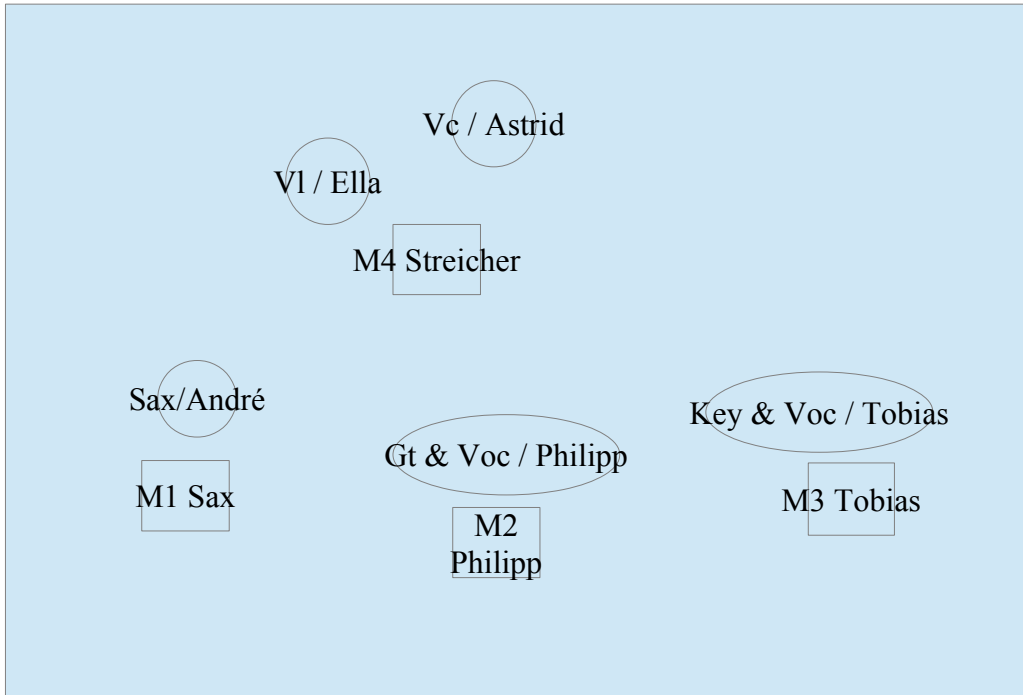 Vc / Astrid
Vl / Ella
M4 Streicher
Sax/André
Key & Voc / Tobias
Gt & Voc / Philipp
M1 Sax
M3 Tobias
M2
Philipp